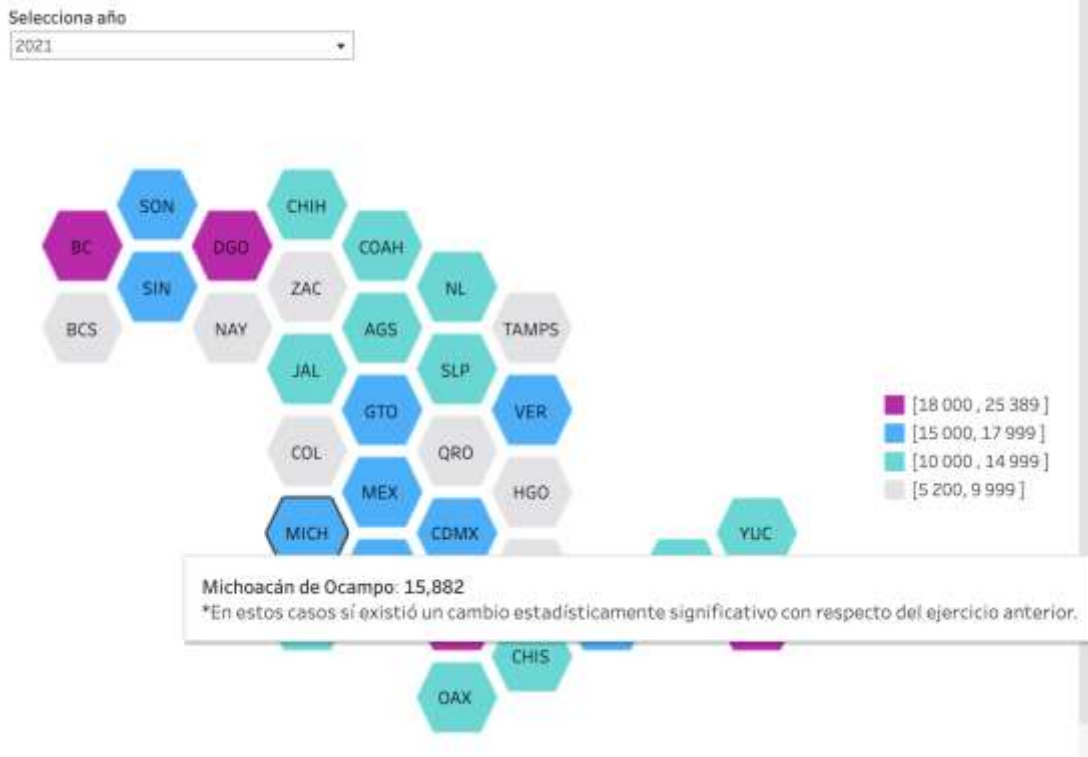 Selecciona año
2021
SON
CHIH
BC
DGO
COAH
SIN
ZAC
NL
BCS
NAY
AGS
TAMPS
JAL
SLP
GTO
VER
[18 000 , 25 389 ]
[15 000, 17 999 ]
COL
QRO
[10 000 , 14 999 ]
MEX
HGO
[5 200, 9 999 ]
MICH
CDMX
YUC
Michoacán de Ocampo: 15,882
*En estos casos sí existió un cambio estadísticamente significativo con respecto del ejercicio anterior.
CHIS
OAX